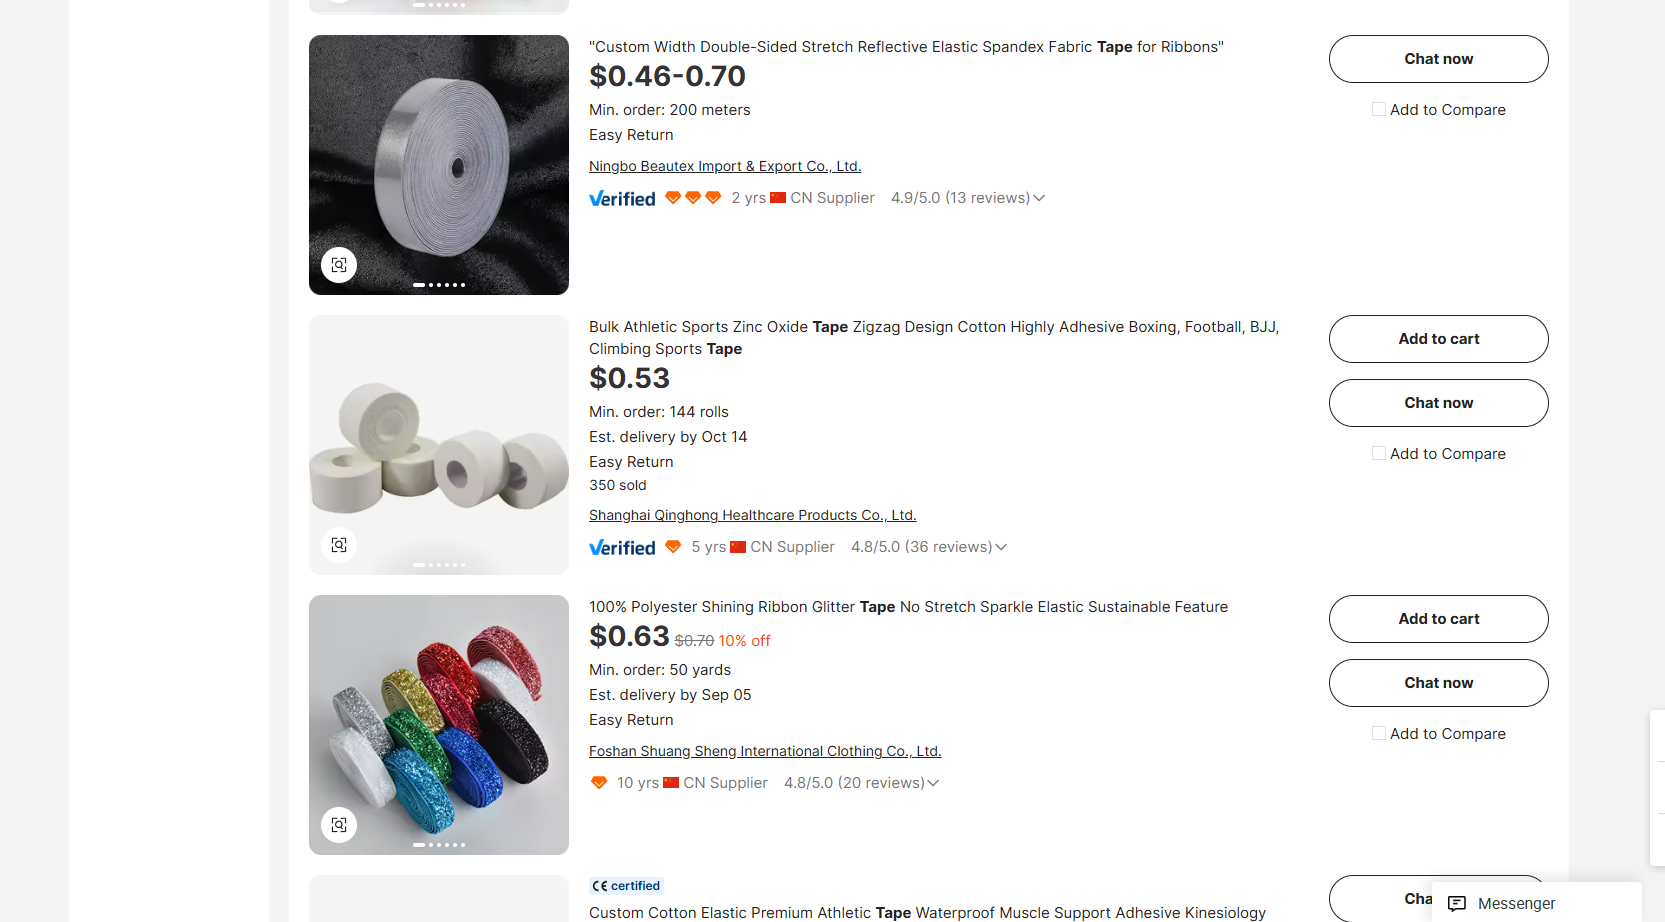 "Custom Width Double-Sided Stretch Reflective Elastic Spandex Fabric Tape for Ribbons"
$0.46-0.70
Min. order: 200 meters
Easy Return
Ningbo Beautex Import & Export Co., Ltd.
Verified 2 yrs CN Supplier 4.9/5.0 (13 reviews)
Chat now
Add to Compare
Bulk Athletic Sports Zinc Oxide Tape Zigzag Design Cotton Highly Adhesive Boxing, Football, BJJ,
Climbing Sports Tape
$0.53
Min. order: 144 rolls
Est. delivery by Oct 14
Easy Return
350 sold
Shanghai Qinghong Healthcare Products Co., Ltd.
Verified 5 yrs CN Supplier 4.8/5.0 (36 reviews)
Add to cart
Chat now
Add to Compare
100% Polyester Shining Ribbon Glitter Tape No Stretch Sparkle Elastic Sustainable Feature
$0.63 $0.70 10% off
Min. order: 50 yards
Est. delivery by Sep 05
Easy Return
Foshan Shuang Sheng International Clothing Co., Ltd.
10 yrs CN Supplier 4.8/5.0 (20 reviews)
Add to cart
Chat now
Add to Compare
CE certified
Custom Cotton Elastic Premium Athletic Tape Waterproof Muscle Support Adhesive Kinesiology
Messenger